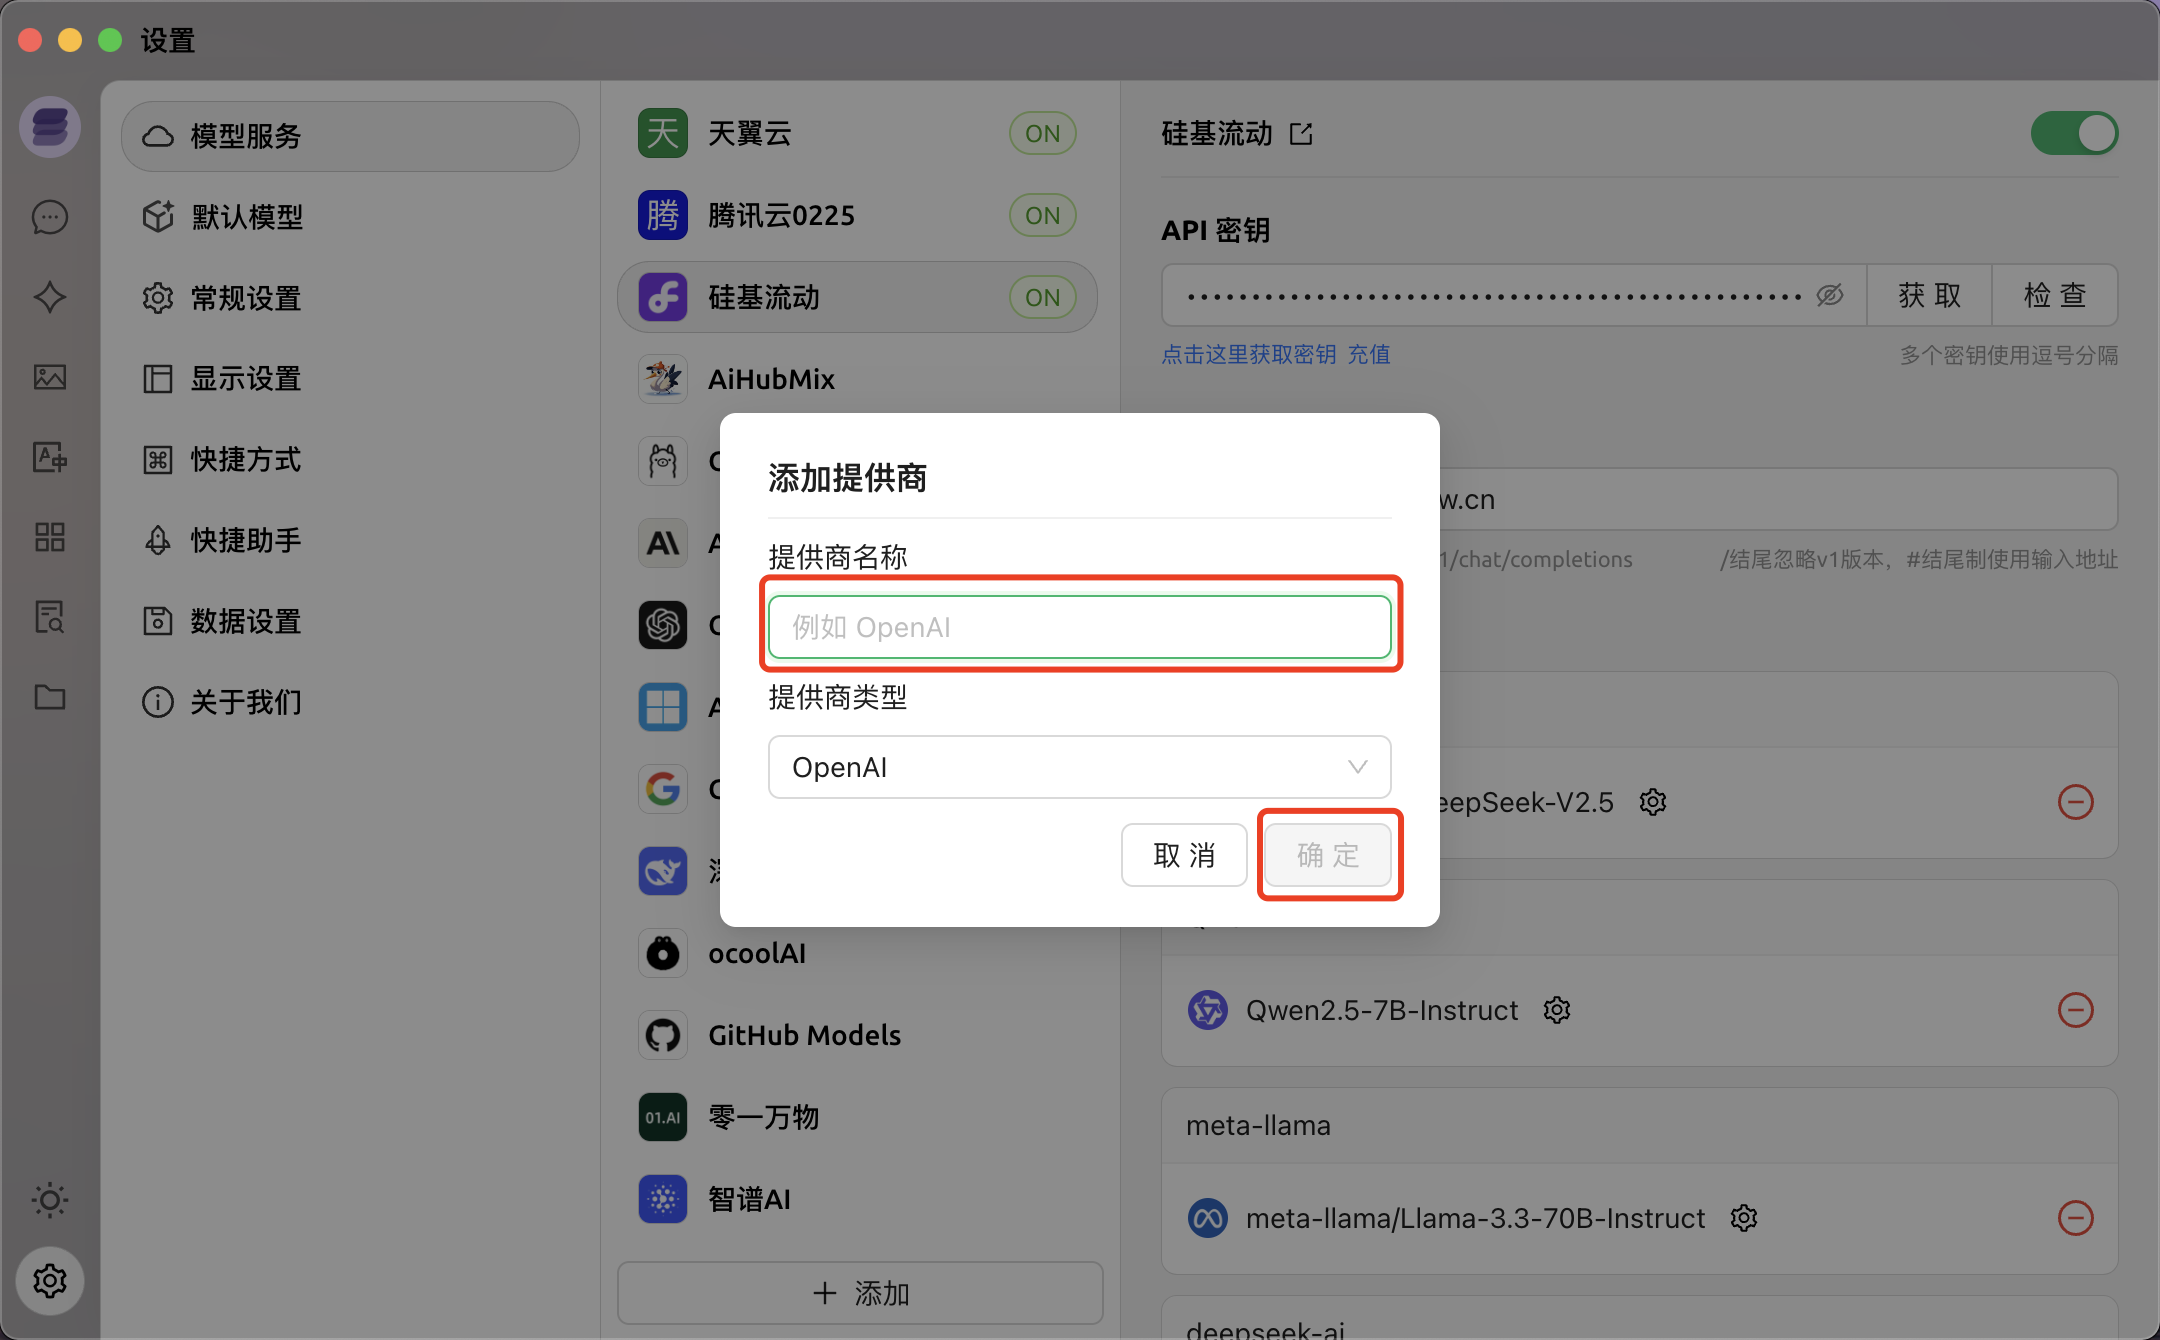 设置
模型服务
默认模型
常规设置
显示设置
快捷方式
快捷助手
数据设置
关于我们
天 天翼云 ON
腾 腾讯云0225 ON
硅基流动 ON
AiHubMix
ocoolAI
GitHub Models
01.AI 零一万物
智谱AI
添加
硅基流动
API 密钥
获 取
检 查
点击这里获取密钥 充值
多个密钥使用逗号分隔
w.cn
1/chat/completions
/结尾忽略v1版本，#结尾制使用输入地址
添加提供商
提供商名称
例如 OpenAI
提供商类型
OpenAI
取 消
确 定
eepSeek-V2.5
Qwen2.5-7B-Instruct
meta-llama
meta-llama/Llama-3.3-70B-Instruct
deepseek-ai